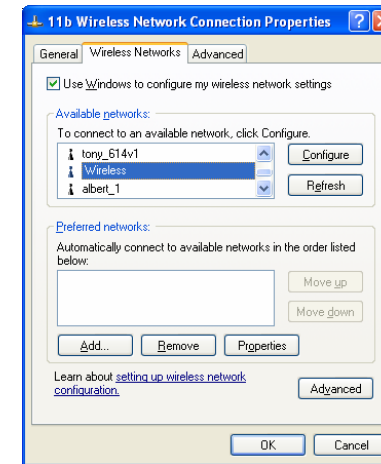 11b Wireless Network Connection Properties
General Wireless Networks Advanced
Use Windows to configure my wireless network settings
Available networks:
To connect to an available network, click Configure.
tony_614v1
Wireless
albert_1
Configure
Refresh
Preferred networks:
Automatically connect to available networks in the order listed
below:
Move up
Move down
Add... Remove Properties
Learn about setting up wireless network
configuration.
Advanced
OK Cancel